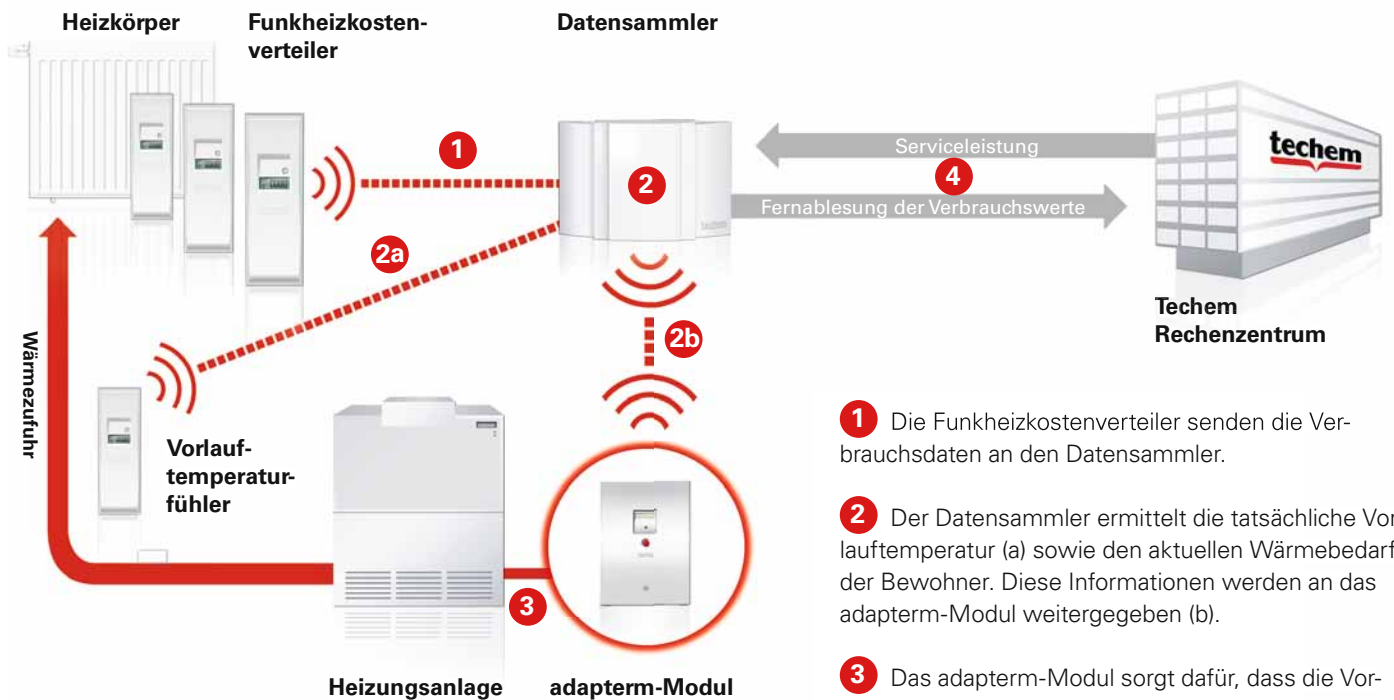 Heizkörper
Funkheizkosten-
verteiler
Datensammler
1
2
Serviceleistung
4
Fernablesung der Verbrauchswerte
techem
techem
2a
2b
Techem
Rechenzentrum
Wärmezufuhr
Vorlauf-
temperatur-
fühler
3
Heizungsanlage
adapterm-Modul
1 Die Funkheizkostenverteiler senden die Ver-
brauchsdaten an den Datensammler.
2 Der Datensammler ermittelt die tatsächliche Vor
lauftemperatur (a) sowie den aktuellen Wärmebedarf
der Bewohner. Diese Informationen werden an das
adapterm-Modul weitergegeben (b).
3 Das adapterm-Modul sorgt dafür, dass die Vor-